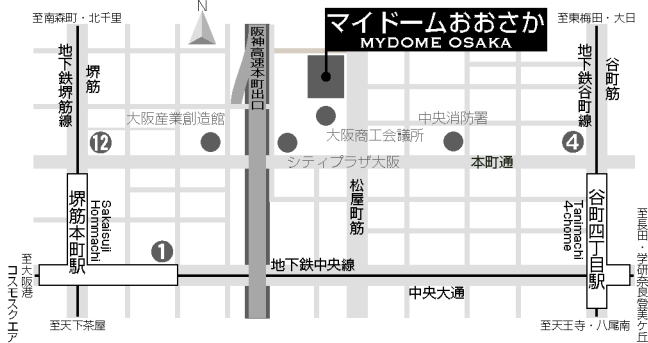 至南森町・北千里
N
マイドームおおさか
MYDOME OSAKA
至東梅田・大日
地下鉄堺筋線
堺筋
阪神高速本町出口
地下鉄谷町線
谷町筋
大阪産業創造館
中央消防署
大阪商工会議所
12
4
シティプラザ大阪
本町通
松屋町筋
堺筋本町駅
Sakaisuji
Hommachi
谷町四丁目駅
Tanimachi
4-chome
1
至大阪港
コスモスクエア
地下鉄中央線
中央大通
至長田・学研奈良登美ケ丘
至天下茶屋
至天王寺・八尾南